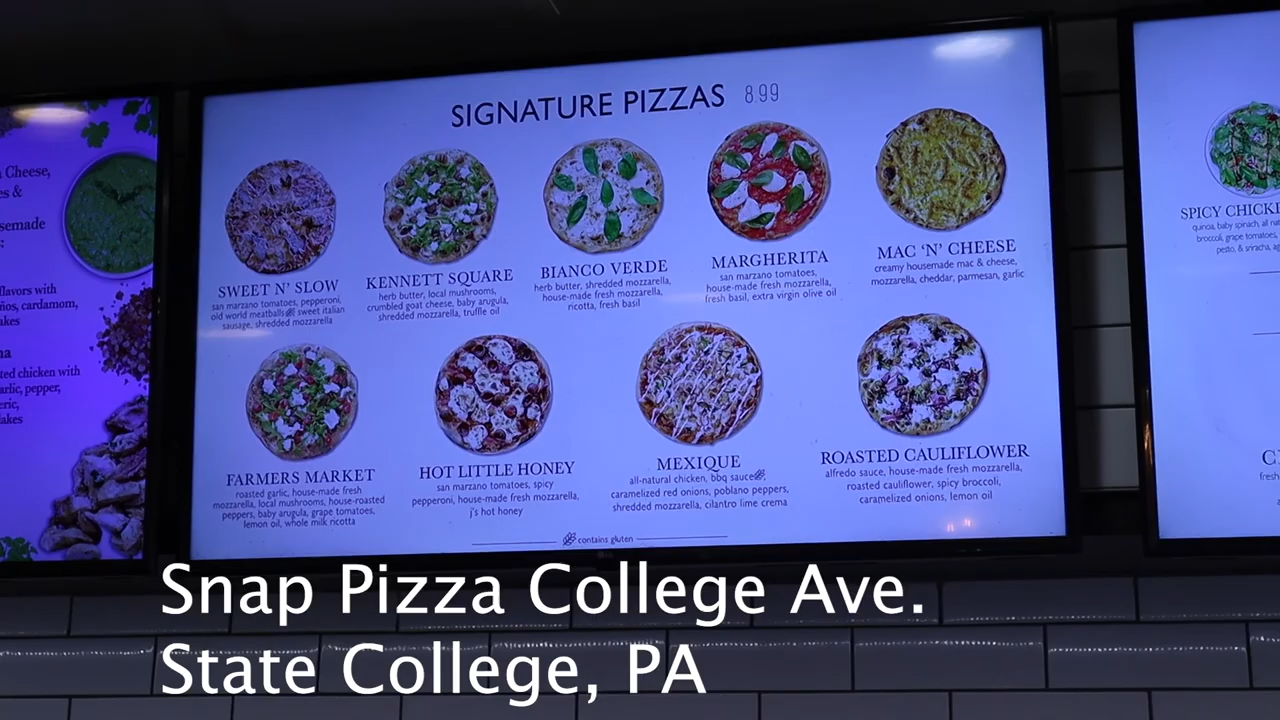 a Cheese,
es &
semade
flavors with
ños, cardamom,
akes
na
ted chicken with
arlic, pepper,
eric,
akes
SIGNATURE PIZZAS 8.99
SWEET N' SLOW
san marzano tomatoes, pepperoni,
old world meatballs & sweet italian
sausage, shredded mozzarella
KENNETT SQUARE
herb butter, local mushrooms,
crumbled goat cheese, baby arugula,
shredded mozzarella, truffle oil
BIANCO VERDE
herb butter, shredded mozzarella,
house-made fresh mozzarella,
ricotta, fresh basil
MARGHERITA
san marzano tomatoes,
house-made fresh mozzarella,
fresh basil, extra virgin olive oil
MAC 'N' CHEESE
creamy housemade mac & cheese,
mozzarella, cheddar, parmesan, garlic
FARMERS MARKET
roasted garlic, house-made fresh
mozzarella, local mushrooms, house-roasted
peppers, baby arugula, grape tomatoes,
lemon oil, whole milk ricotta
HOT LITTLE HONEY
san marzano tomatoes, spicy
pepperoni, house-made fresh mozzarella,
j's hot honey
MEXIQUE
all-natural chicken, bbq sauce
caramelized red onions, poblano peppers,
shredded mozzarella, cilantro lime crema
ROASTED CAULIFLOWER
alfredo sauce, house-made fresh mozzarella,
roasted cauliflower, spicy broccoli,
caramelized onions, lemon oil
contains gluten
SPICY CHICK
quinoa, baby spinach, all na
broccoli, grape tomatoes,
pesto, & sriracha, ag
C
fresh
Snap Pizza College Ave.
State College, PA